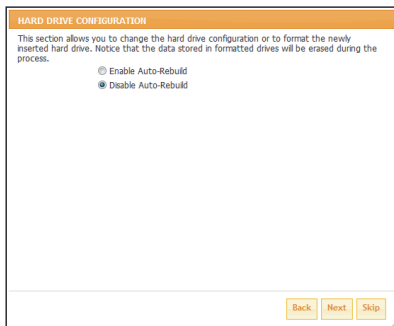 HARD DRIVE CONFIGURATION
This section allows you to change the hard drive configuration or to format the newly
inserted hard drive. Notice that the data stored in formatted drives will be erased during the
process.
Enable Auto-Rebuild
Disable Auto-Rebuild
Back Next Skip